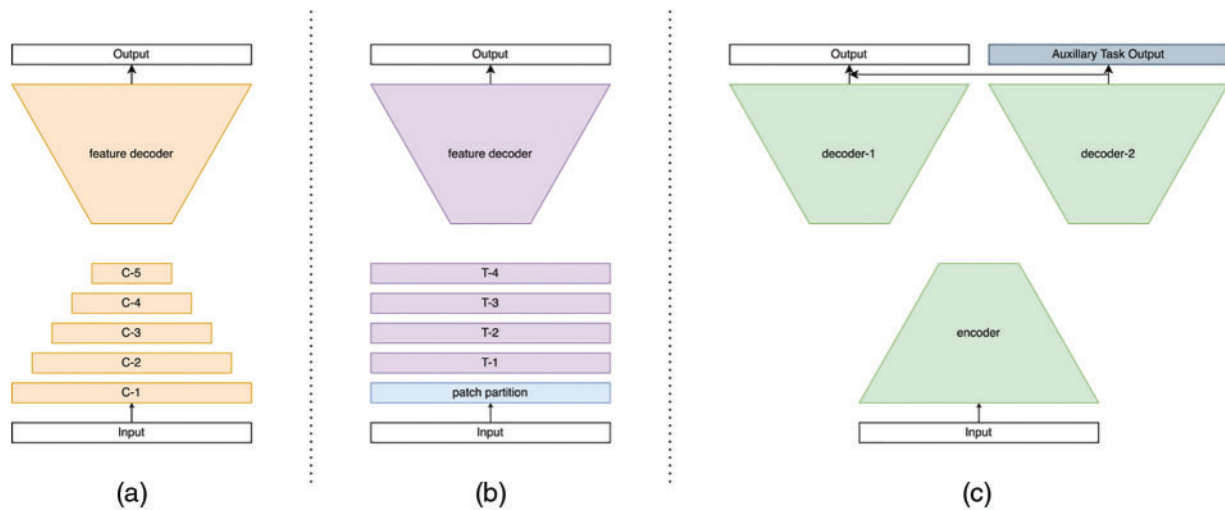 Output
feature decoder
C-5
C-4
C-3
C-2
C-1
Input
(a)
Output
feature decoder
T-4
T-3
T-2
T-1
patch partition
Input
(b)
Output
Auxillary Task Output
decoder-1
decoder-2
encoder
Input
(c)